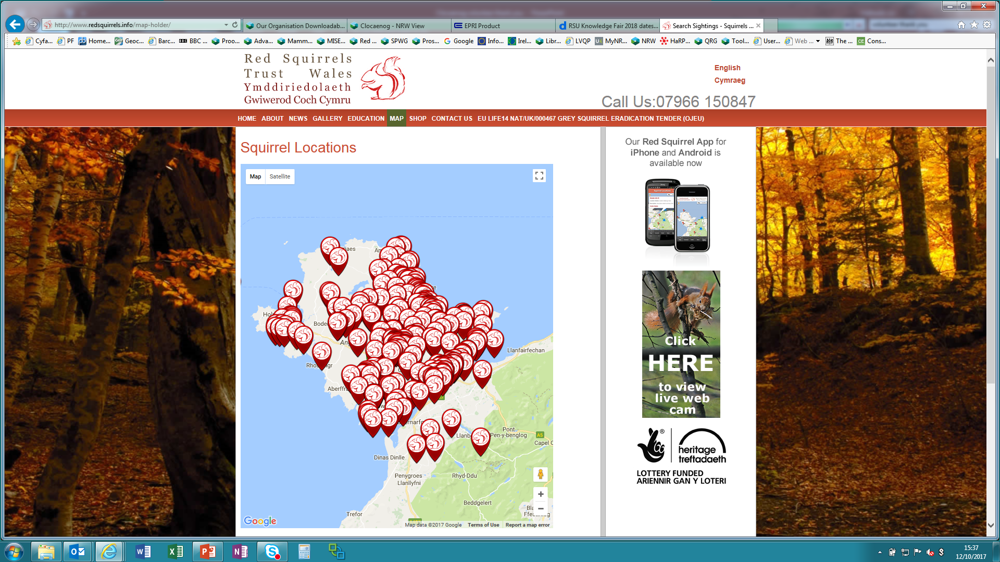 http://www.redsquirrels.info/map-holder/
Our Organisation Downloadab...
Clocaenog - NRW View
EPRI Product
RSU Knowledge Fair 2018 dates...
Search Sightings - Squirrels ...
Cyfa...
PF
Home...
Geoc...
Barc...
BBC ...
Proo...
Adva...
Mamm...
MISE...
Red ...
SPWG
Pros...
Google
Info...
Irel...
Libr...
LVQP
MyNR...
NRW
HaRP...
QRG
Tool...
User...
Web ...
The ...
Cons...
Red Squirrels
Trust Wales
Ymddiriedolaeth
Gwiwerod Coch Cymru
English
Cymraeg
Call Us:07966 150847
HOME ABOUT NEWS GALLERY EDUCATION MAP SHOP CONTACT US EU LIFE14 NAT/UK/000467 GREY SQUIRREL ERADICATION TENDER (OJEU)
Squirrel Locations
Map Satellite
Llanfairfechan
Aberffra
Pont
Pen-y-benglog
A5
Capel C
Dinas Dinlle
Penygroes
Llanllyfni
Rhyd-Ddu
Beddgelert
Trefor
Google
Map data ©2017 Google Terms of Use Report a map error
Our Red Squirrel App for
iPhone and Android is
available now
Click
HERE
to view
live web
cam
heritage
treftadaeth
LOTTERY FUNDED
ARIENNIR GAN Y LOTERI
15:37
12/10/2017